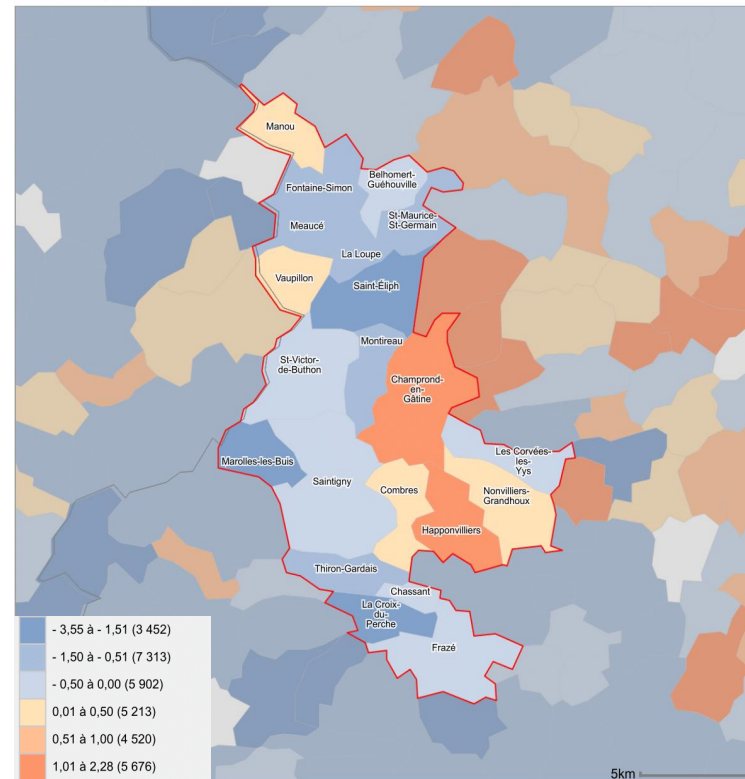 Manou
Belhomert-
Guéhouville
Fontaine-Simon
St-Maurice-
St-Germain
Meaucé
La Loupe
Vaupillon
Saint-Éliph
Montireau
St-Victor-
de-Buthon
Champrond-
en-
Gâtine
Les Corvées-
les-
Yys
Marolles-les-Buis
Saintigny
Combres
Nonvilliers-
Grandhoux
Happonvilliers
Thiron-Gardais
Chassant
La Croix-
du-
Perche
Frazé
- 3,55 à - 1,51 (3 452)
- 1,50 à - 0,51 (7 313)
- 0,50 à 0,00 (5 902)
0,01 à 0,50 (5 213)
0,51 à 1,00 (4 520)
1,01 à 2,28 (5 676)
5km